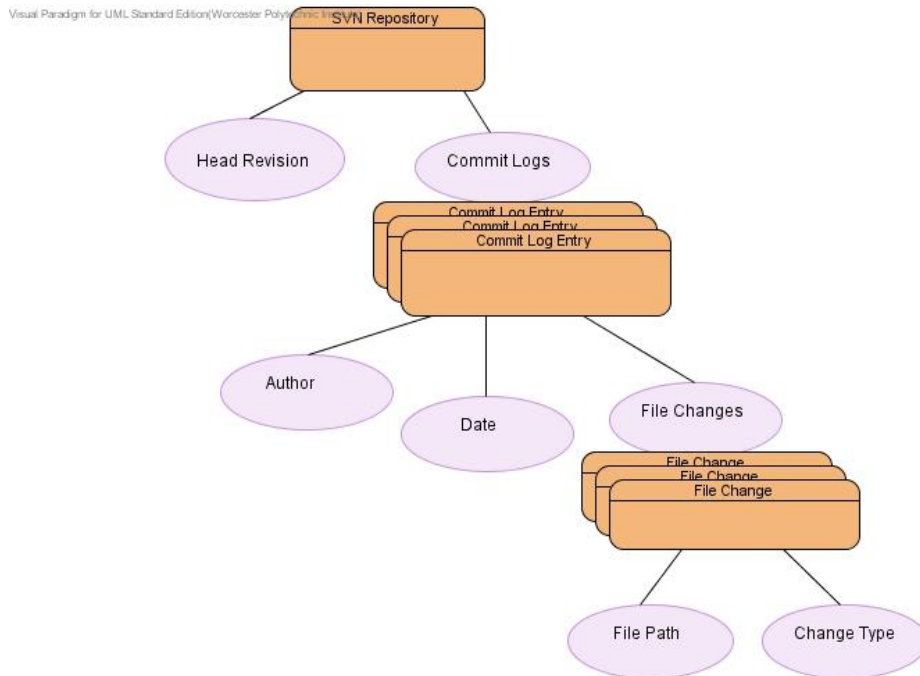 Visual Paradigm for UML Standard Edition(Worcester Polytechnic Institute)
SVN Repository
Head Revision
Commit Logs
Commit Log Entry
Commit Log Entry
Commit Log Entry
Author
Date
File Changes
File Change
File Change
File Change
File Path
Change Type